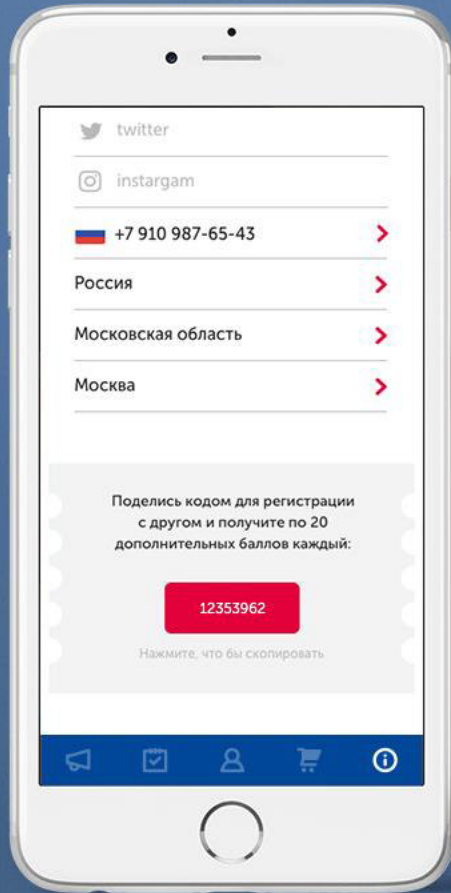 twitter
instargam
+7 910 987-65-43
Россия
Московская область
Москва
Поделись кодом для регистрации
с другом и получите по 20
дополнительных баллов каждый:
12353962
Нажмите, что бы скопировать